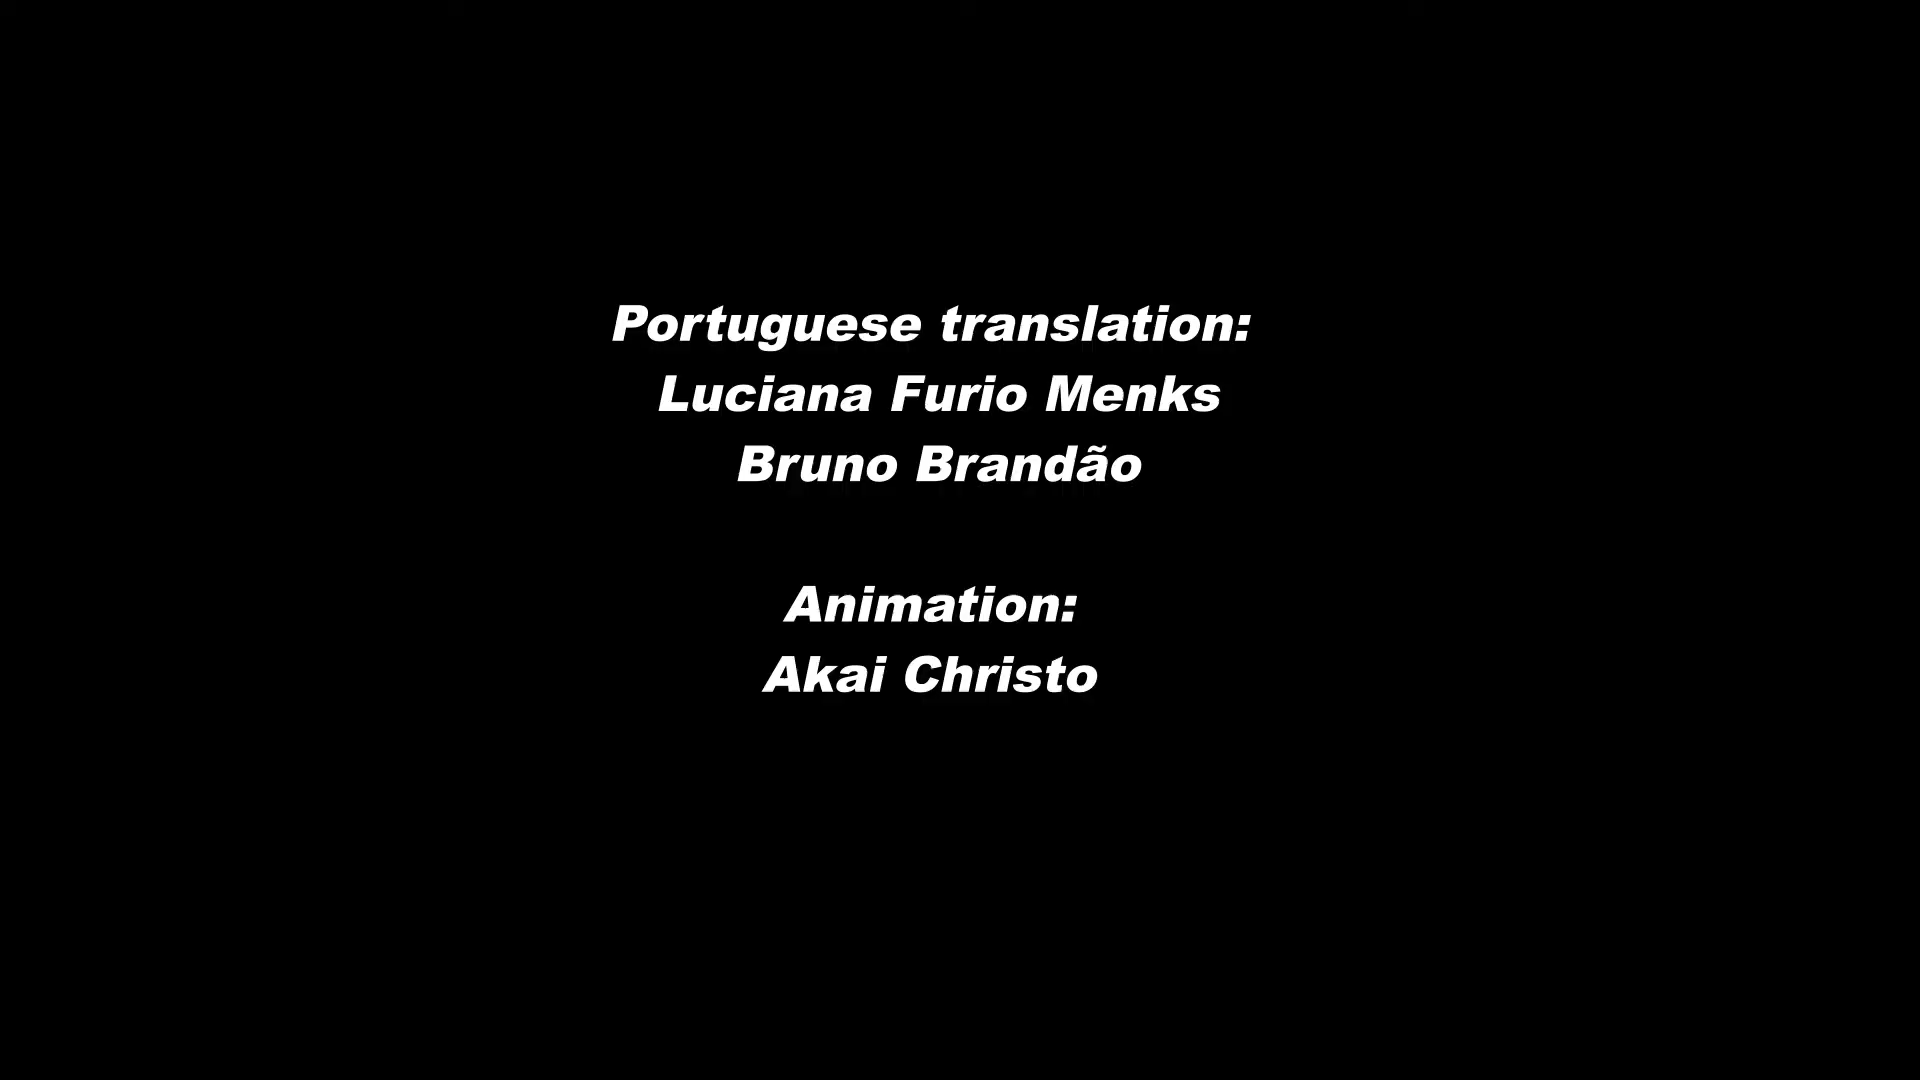 Portuguese translation:
Luciana Furio Menks
Bruno Brandão
Animation:
Akai Christo